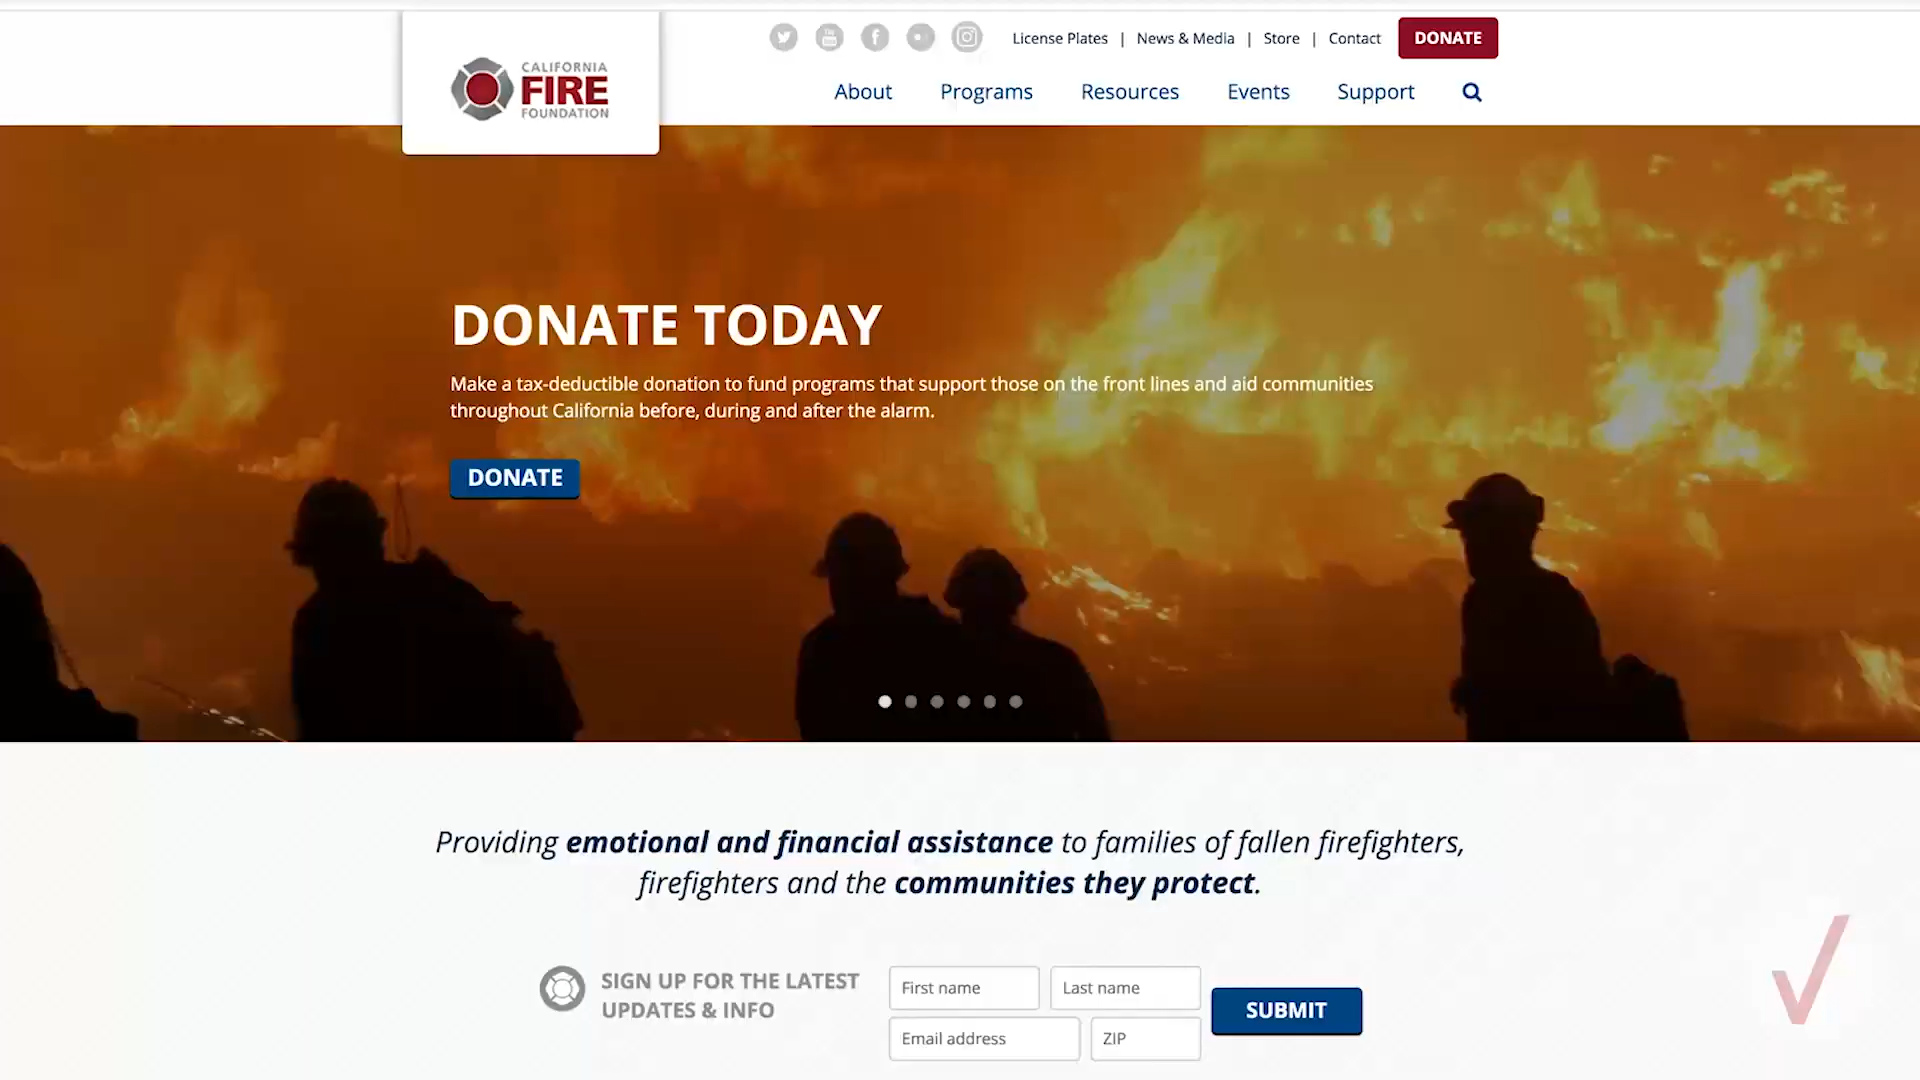 License Plates | News & Media | Store | Contact DONATE
CALIFORNIA
FIRE
FOUNDATION
About Programs Resources Events Support
DONATE TODAY
Make a tax-deductible donation to fund programs that support those on the front lines and aid communities
throughout California before, during and after the alarm.
DONATE
Providing emotional and financial assistance to families of fallen firefighters,
firefighters and the communities they protect.
SIGN UP FOR THE LATEST
UPDATES & INFO
First name Last name
Email address ZIP
SUBMIT